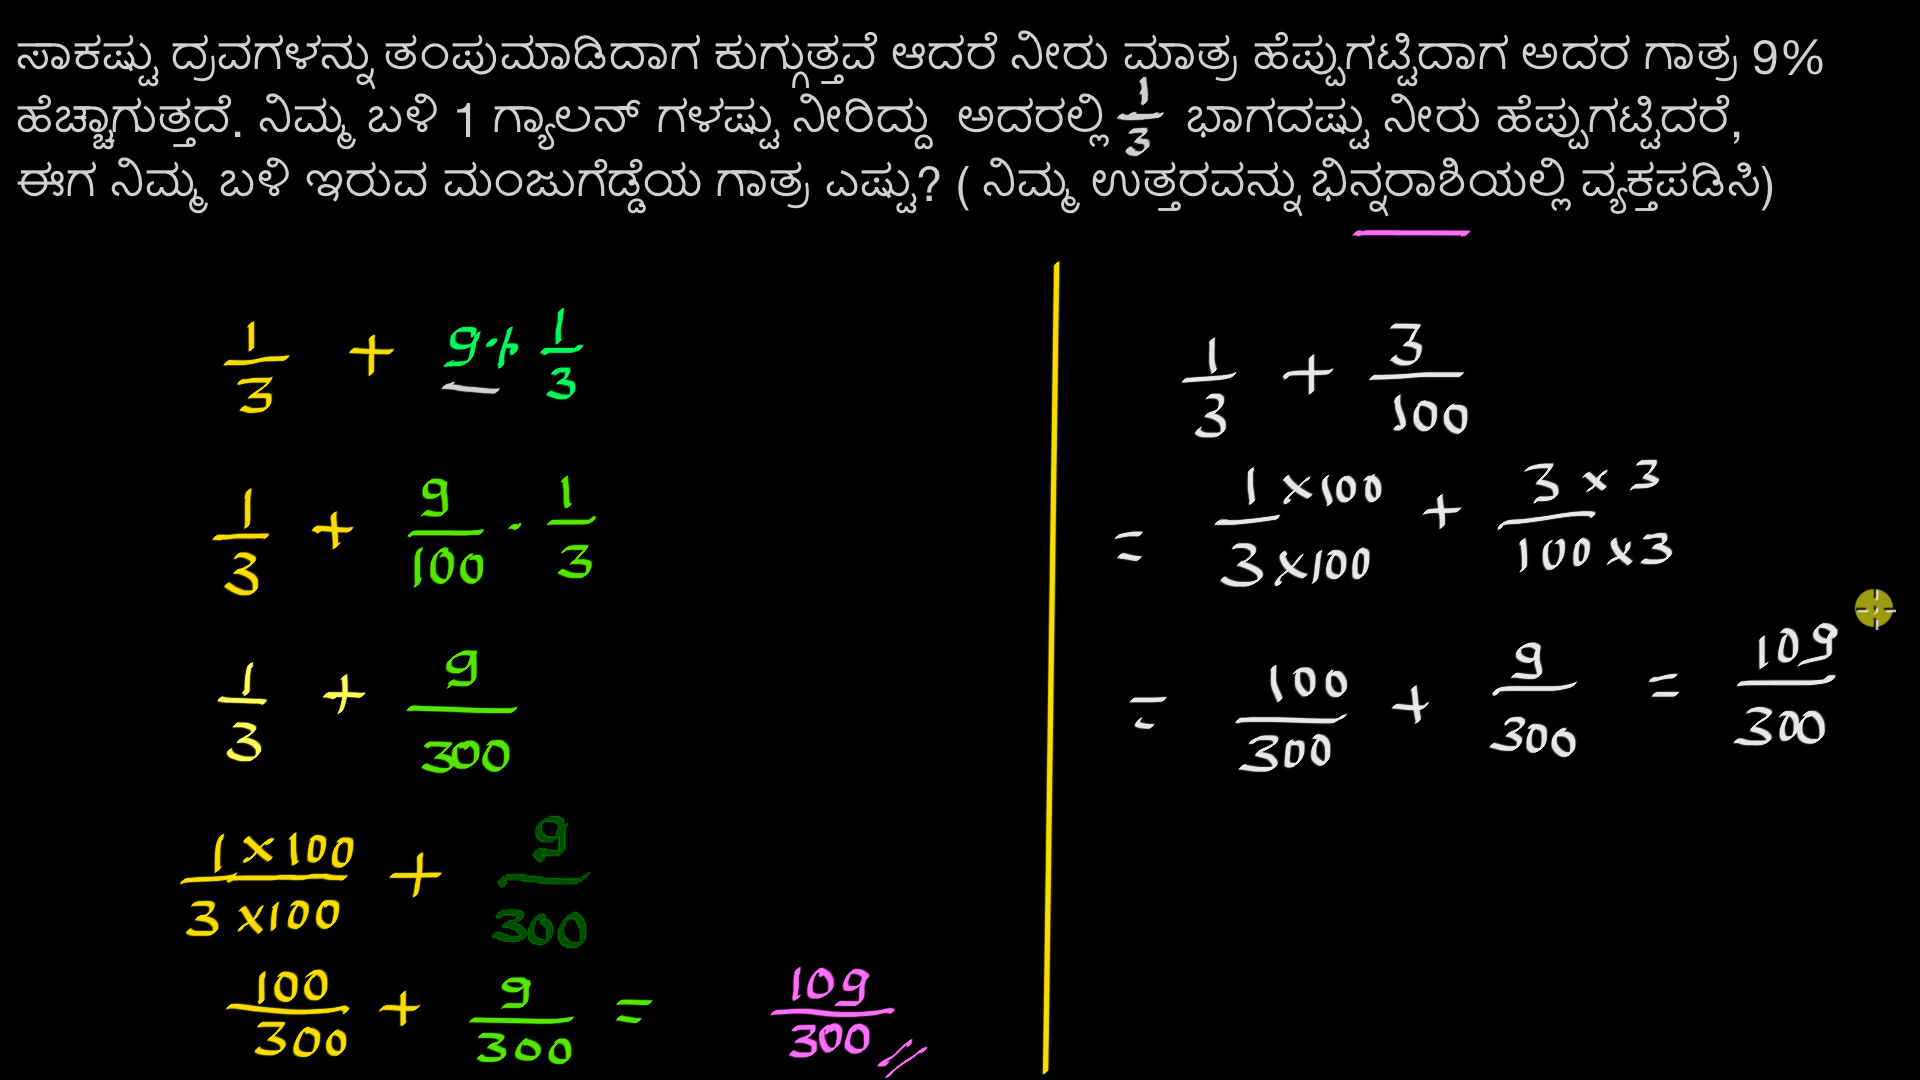 ಸಾಕಷ್ಟು ದ್ರವಗಳನ್ನು ತಂಪುಮಾಡಿದಾಗ ಕುಗ್ಗುತ್ತವೆ ಆದರೆ ನೀರು ಮಾತ್ರ ಹೆಪ್ಪುಗಟ್ಟಿದಾಗ ಅದರ ಗಾತ್ರ 9%
ಹೆಚ್ಚಾಗುತ್ತದೆ. ನಿಮ್ಮ ಬಳಿ 1 ಗ್ಯಾಲನ್ ಗಳಷ್ಟು ನೀರಿದ್ದು ಅದರಲ್ಲಿ 1/3 ಭಾಗದಷ್ಟು ನೀರು ಹೆಪ್ಪುಗಟ್ಟಿದರೆ,
ಈಗ ನಿಮ್ಮ ಬಳಿ ಇರುವ ಮಂಜುಗೆಡ್ಡೆಯ ಗಾತ್ರ ಎಷ್ಟು? ( ನಿಮ್ಮ ಉತ್ತರವನ್ನು ಭಿನ್ನರಾಶಿಯಲ್ಲಿ ವ್ಯಕ್ತಪಡಿಸಿ)
1/3 + 9% 1/3
1/3 + 9/100 · 1/3
1/3 + 9/300
1×100/3×100 + 9/300
100/300 + 9/300 = 109/300 //
1/3 + 3/100
= 1×100/3×100 + 3×3/100×3
= 100/300 + 9/300 = 109/300